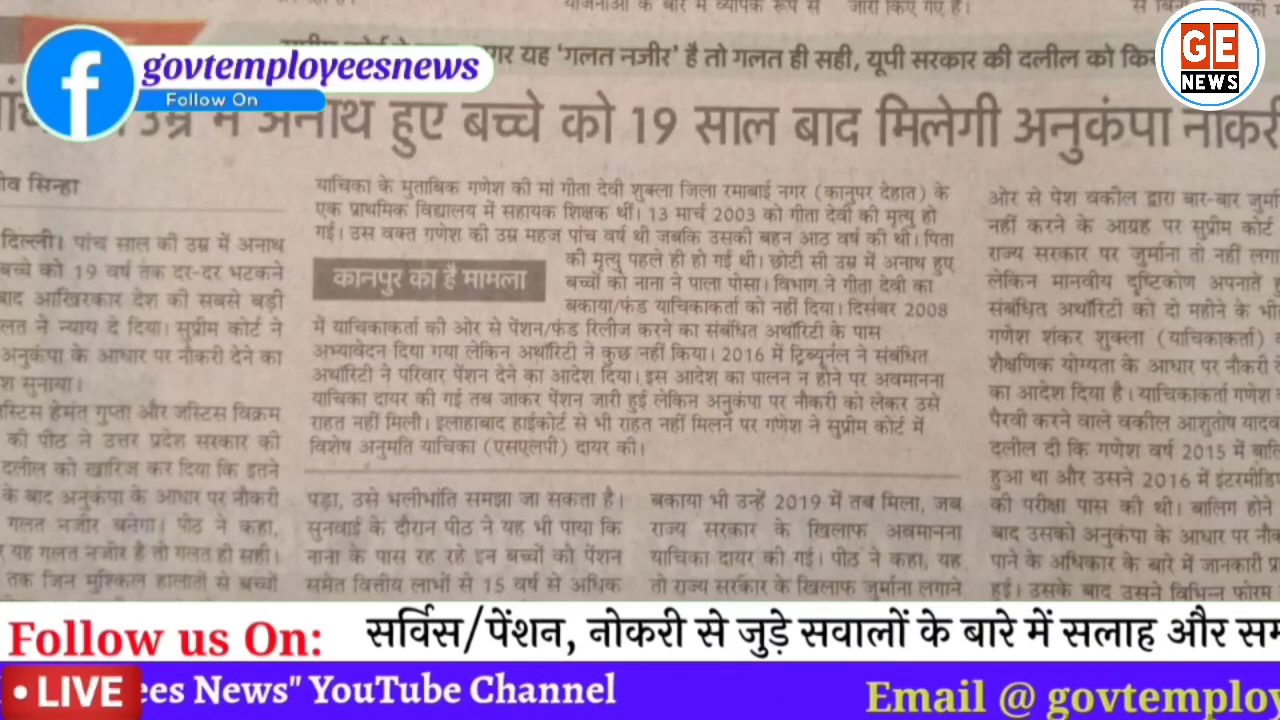 योजनाओं के बारे में व्यापक रूप से
जारी किए गए हैं।
govtemployeesnews
Follow On
GE
NEWS
यह 'गलत नजीर' है तो गलत ही सही, यूपी सरकार की दलील को
उम्र में अनाथ हुए बच्चे को 19 साल बाद मिलेगी अनुकंपा नौकरी
सिन्हा
दिल्ली। पांच साल की उम्र में अनाथ
बच्चे को 19 वर्ष तक दर-दर भटकने
बाद आखिरकार देश की सबसे बड़ी
ने न्याय दे दिया। सुप्रीम कोर्ट ने
अनुकंपा के आधार पर नौकरी देने का
सुनाया।
हेमंत गुप्ता और जस्टिस विक्रम
की पीठ ने उत्तर प्रदेश सरकार की
दलील को खारिज कर दिया कि इतने
के बाद अनुकंपा के आधार पर नौकरी
गलत नजीर बनेगा। पीठ ने कहा,
यह गलत नजीर है तो गलत ही सही।
तक जिन मुश्किल हालातों से बच्चों
याचिका के मुताबिक गणेश की मां गीता देवी शुक्ला जिला रमाबाई नगर (कानुपर देहात) के
एक प्राथमिक विद्यालय में सहायक शिक्षक थीं। 13 मार्च 2003 को गीता देवी की मृत्यु हो
गई। उस वक्त गणेश की उम्र महज पांच वर्ष थी जबकि उसकी बहन आठ वर्ष की थी। पिता
की मृत्यु पहले ही हो गई थी। छोटी सी उम्र में अनाथ हुए
कानपुर का है मामला
बच्चों को नाना ने पाला पोसा। विभाग ने गीता देवी का
बकाया/फंड याचिकाकर्ता को नहीं दिया। दिसंबर 2008
में याचिकाकर्ता की ओर से पेंशन/फंड रिलीज करने का संबंधित अथॉरिटी के पास
अभ्यावेदन दिया गया लेकिन अथॉरिटी ने कुछ नहीं किया। 2016 में ट्रिब्यूनल ने संबंधित
अथॉरिटी ने परिवार पेंशन देने का आदेश दिया। इस आदेश का पालन न होने पर अवमानना
याचिका दायर की गई तब जाकर पेंशन जारी हुई लेकिन अनुकंपा पर नौकरी को लेकर उसे
राहत नहीं मिली। इलाहाबाद हाईकोर्ट से भी राहत नहीं मिलने पर गणेश ने सुप्रीम कोर्ट में
विशेष अनुमति याचिका (एसएलपी) दायर की।
पड़ा, उसे भलीभांति समझा जा सकता है।
सुनवाई के दौरान पीठ ने यह भी पाया कि
नाना के पास रह रहे इन बच्चों को पेंशन
समेत वित्तीय लाभों से 15 वर्ष से अधिक
बकाया भी उन्हें 2019 में तब मिला, जब
राज्य सरकार के खिलाफ अवमानना
याचिका दायर की गई। पीठ ने कहा, यह
तो राज्य सरकार के खिलाफ जुर्माना लगाने
ओर से पेश वकील द्वारा बार-बार
नहीं करने के आग्रह पर सुप्रीम कोर्ट
राज्य सरकार पर जुर्माना तो नहीं
लेकिन मानवीय दृष्टिकोण अपनाते
संबंधित अथॉरिटी को दो महीने के
गणेश शंकर शुक्ला (याचिकाकर्ता)
शैक्षणिक योग्यता के आधार पर नौकरी
का आदेश दिया है। याचिकाकर्ता गणेश
पैरवी करने वाले वकील आशुतोष यादव
दलील दी कि गणेश वर्ष 2015 में
हुआ था और उसने 2016 में
की परीक्षा पास की थी। बालिग होने
बाद उसको अनुकंपा के आधार पर
पाने के अधिकार के बारे में जानकारी
हुई। उसके बाद उसने विभिन्न फोरम
Follow us On:
सर्विस/पेंशन, नोकरी से जुड़े सवालों के बारे में सलाह और
LIVE
ees News" YouTube Channel
Email @ govtemploy